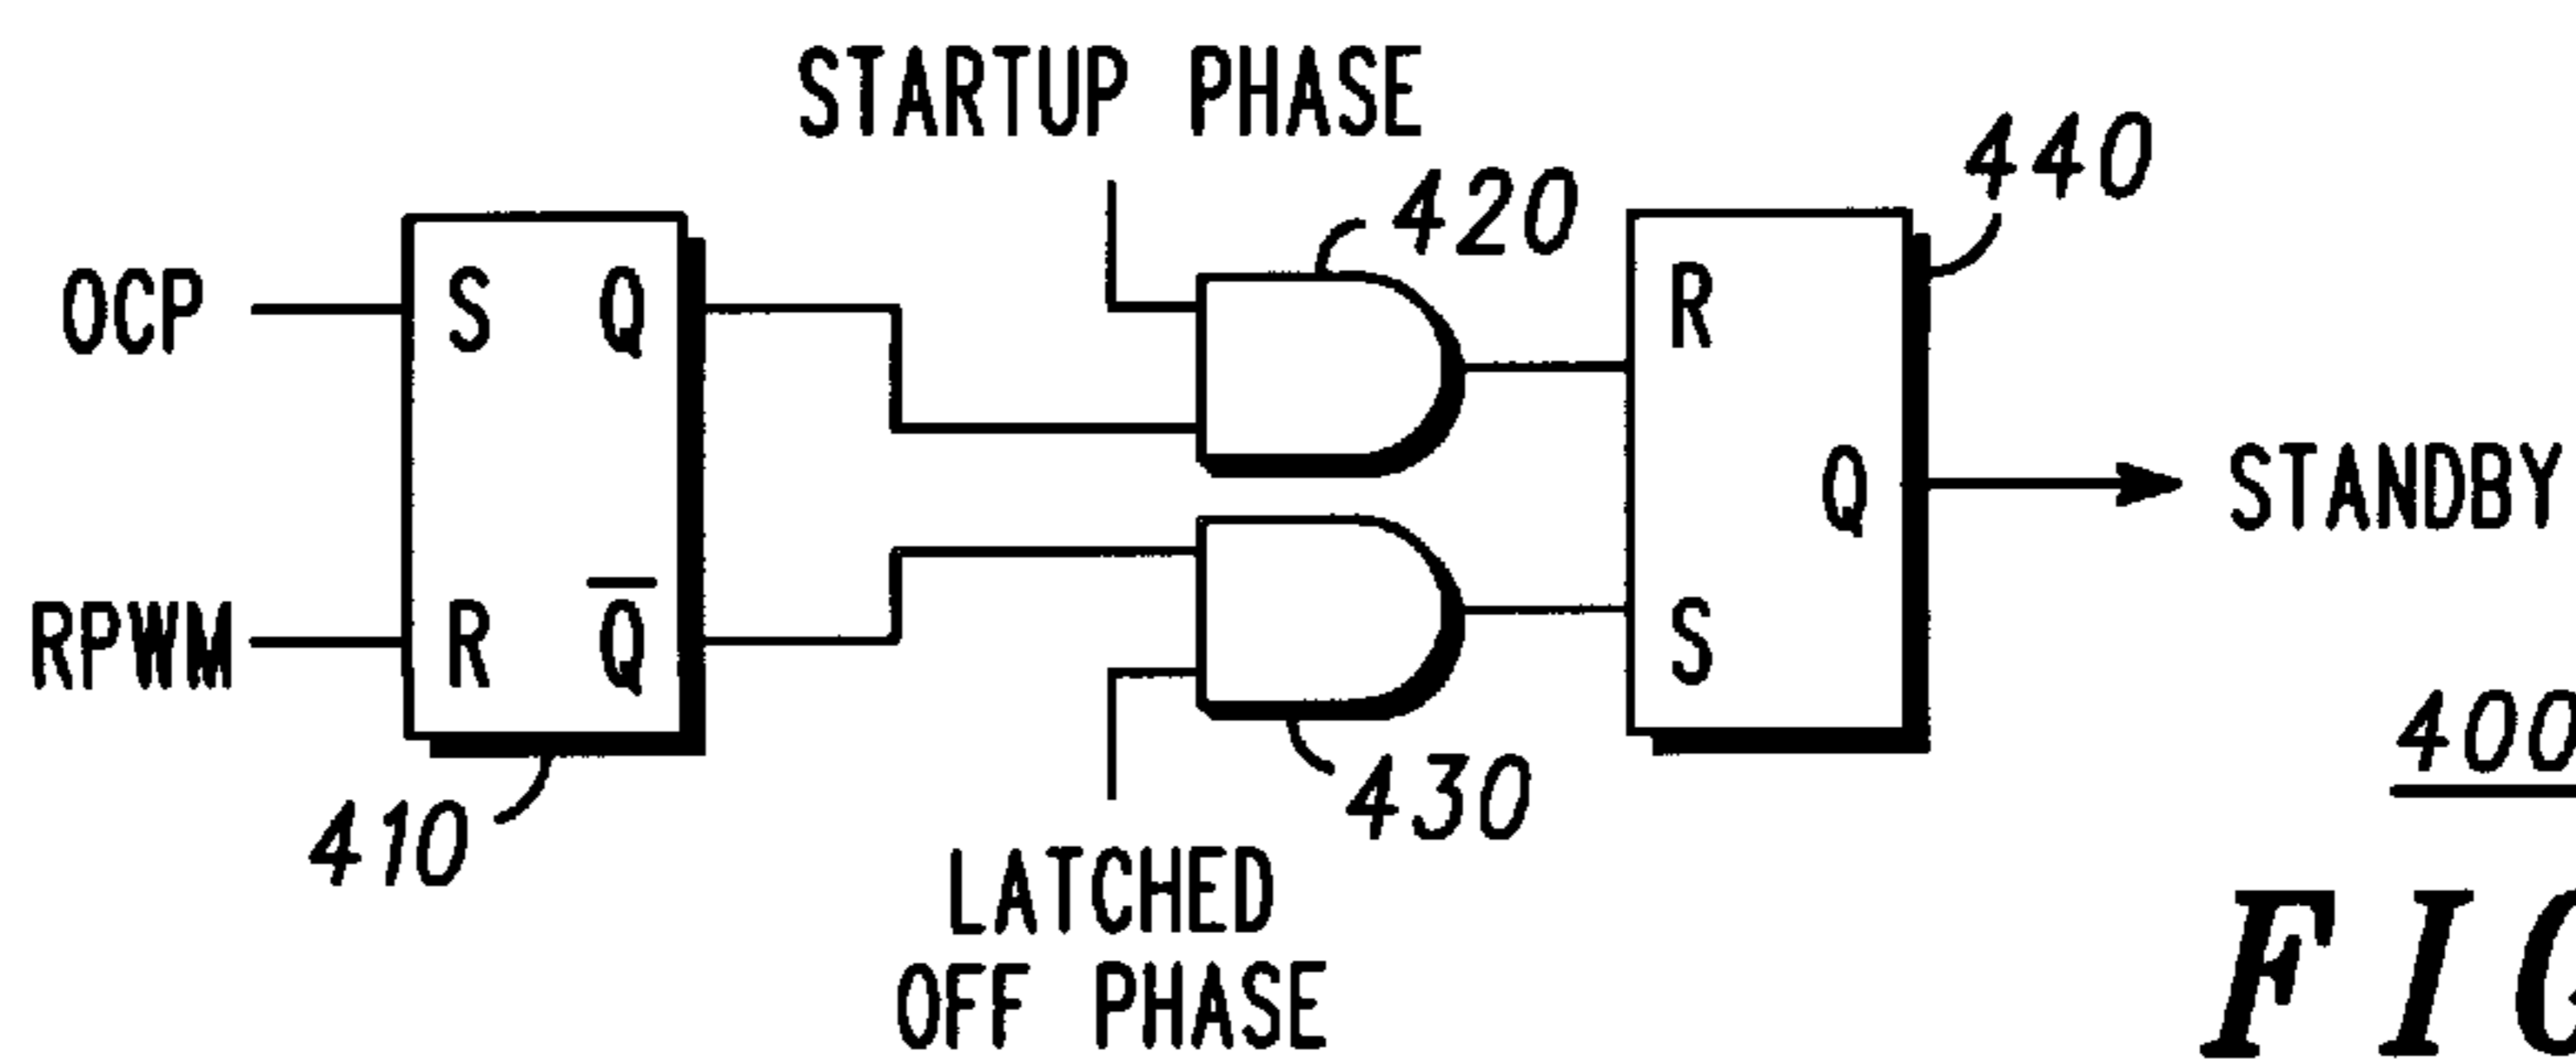 STARTUP PHASE
420
440
OCP
S
Q
R
Q
STANDBY
RPWM
R
Q
S
410
430
LATCHED
OFF PHASE
400